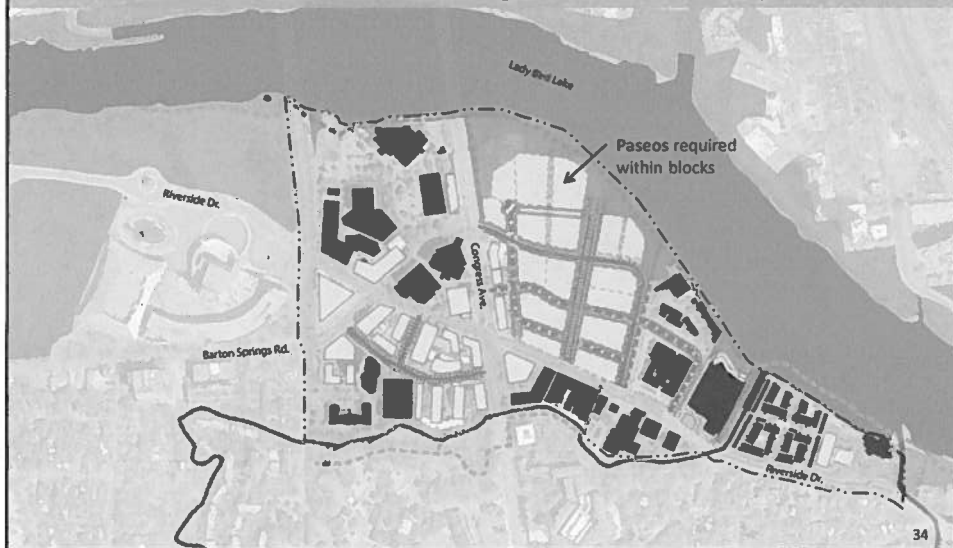 Lady Bird Lake
Paseos required
within blocks
Riverside Dr.
Congress Ave.
Barton Springs Rd.
Riverside Dr.
34